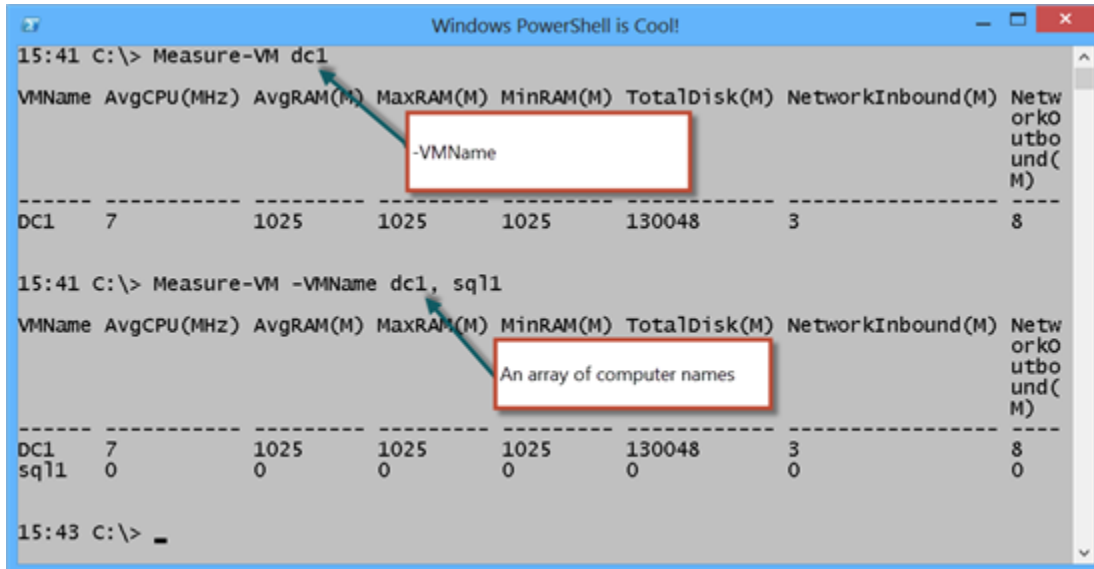 Windows PowerShell is Cool!
15:41 C:\> Measure-VM dc1
VMName AvgCPU(MHz) AvgRAM(M) MaxRAM(M) MinRAM(M) TotalDisk(M) NetworkInbound(M) Netw
orkO
utbo
und(
M)
-VMName
------ ----------- --------- --------- --------- ------------ ----------------- ----
DC1 7 1025 1025 1025 130048 3 8
15:41 C:\> Measure-VM -VMName dc1, sql1
VMName AvgCPU(MHz) AvgRAM(M) MaxRAM(M) MinRAM(M) TotalDisk(M) NetworkInbound(M) Netw
orkO
utbo
und(
M)
An array of computer names
------ ----------- --------- --------- --------- ------------ ----------------- ----
DC1 7 1025 1025 1025 130048 3 8
sql1 0 0 0 0 0 0 0
15:43 C:\> _